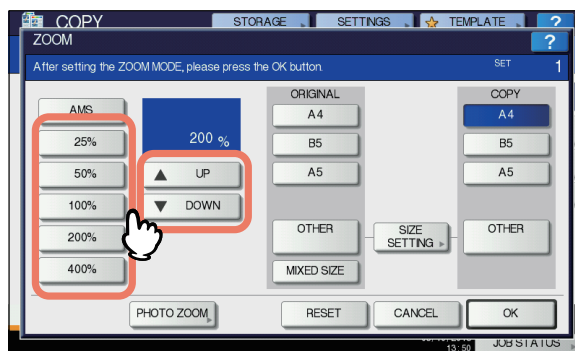 COPY
STORAGE
SETTINGS
TEMPLATE
?
ZOOM
?
After setting the ZOOM MODE, please press the OK button.
SET 1
ORIGINAL
COPY
AMS
25%
50%
100%
200%
400%
200 %
UP
DOWN
A4
B5
A5
OTHER
MIXED SIZE
SIZE
SETTING
A4
B5
A5
OTHER
PHOTO ZOOM
RESET
CANCEL
OK
13:50
JOB STATUS